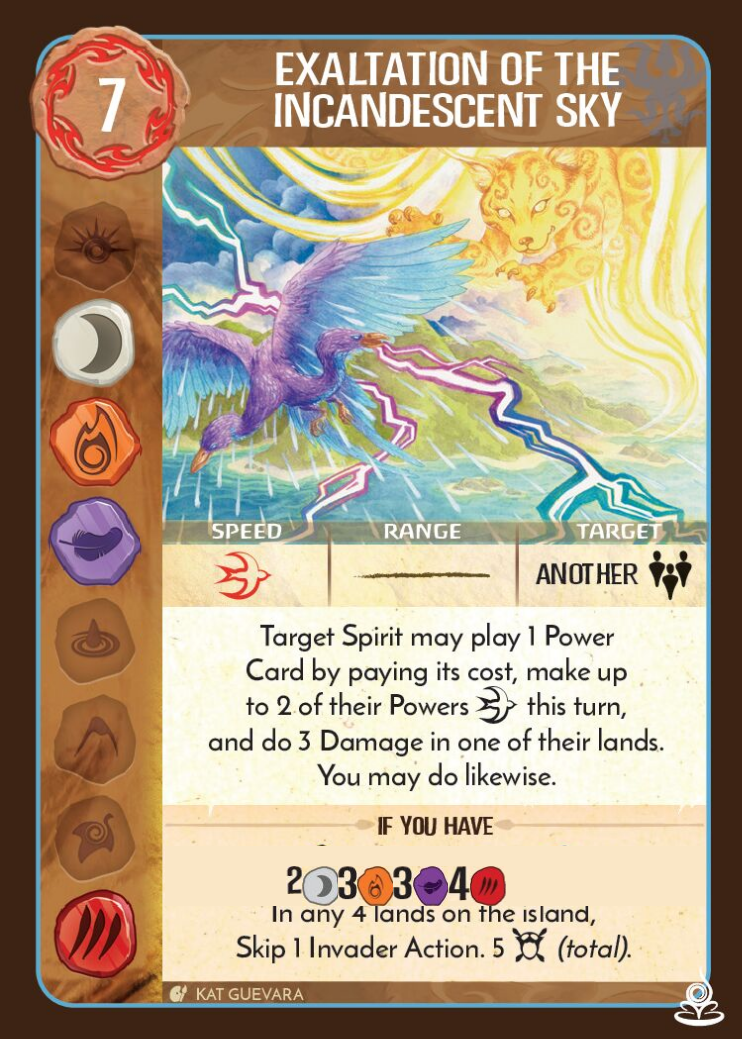 7
EXALTATION OF THE
INCANDESCENT SKY
SPEED RANGE TARGET
ANOTHER
Target Spirit may play 1 Power
Card by paying its cost, make up
to 2 of their Powers this turn,
and do 3 Damage in one of their lands.
You may do likewise.
IF YOU HAVE
2 3 3 4
In any 4 lands on the island,
Skip 1 Invader Action. 5 (total).
KAT GUEVARA